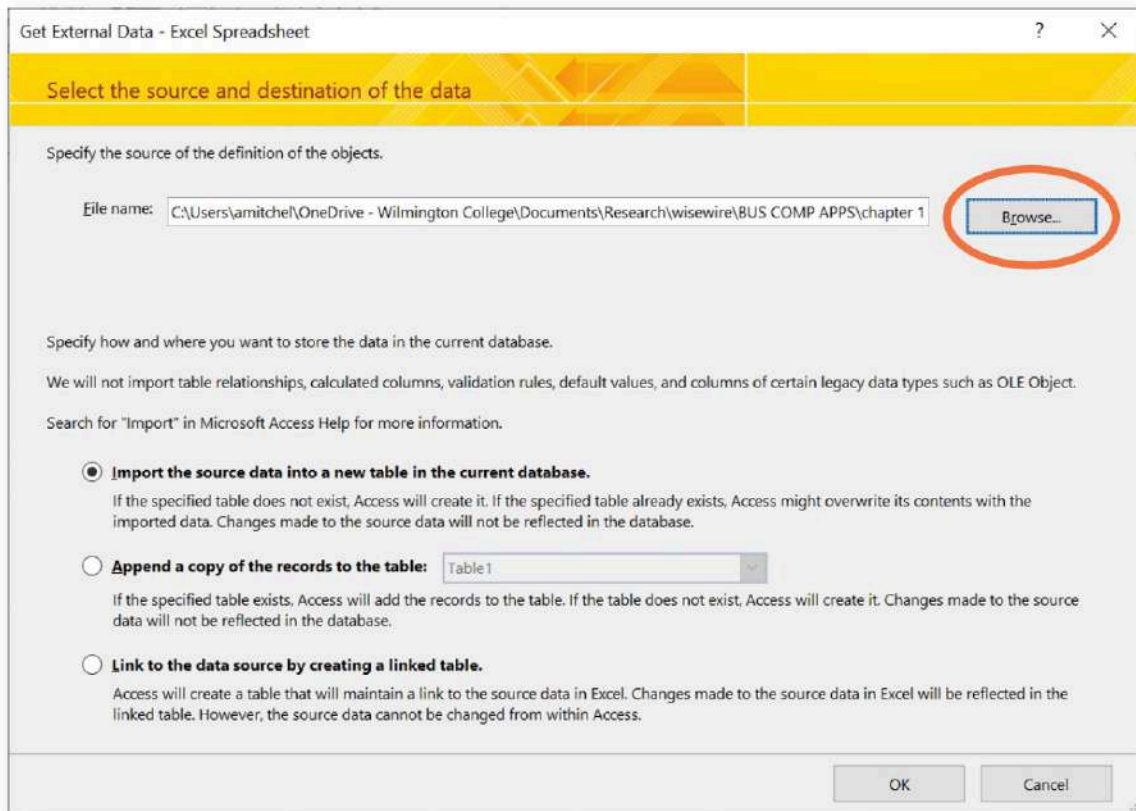 Get External Data - Excel Spreadsheet
?
Select the source and destination of the data
Specify the source of the definition of the objects.
File name:
C:\Users\amitchel\OneDrive - Wilmington College\Documents\Research\wisewire\BUS COMP APPS\chapter 1
Browse...
Specify how and where you want to store the data in the current database.
We will not import table relationships, calculated columns, validation rules, default values, and columns of certain legacy data types such as OLE Object.
Search for "Import" in Microsoft Access Help for more information.
Import the source data into a new table in the current database.
If the specified table does not exist, Access will create it. If the specified table already exists, Access might overwrite its contents with the
imported data. Changes made to the source data will not be reflected in the database.
Append a copy of the records to the table:
Table1
If the specified table exists, Access will add the records to the table. If the table does not exist, Access will create it. Changes made to the source
data will not be reflected in the database.
Link to the data source by creating a linked table.
Access will create a table that will maintain a link to the source data in Excel. Changes made to the source data in Excel will be reflected in the
linked table. However, the source data cannot be changed from within Access.
OK
Cancel